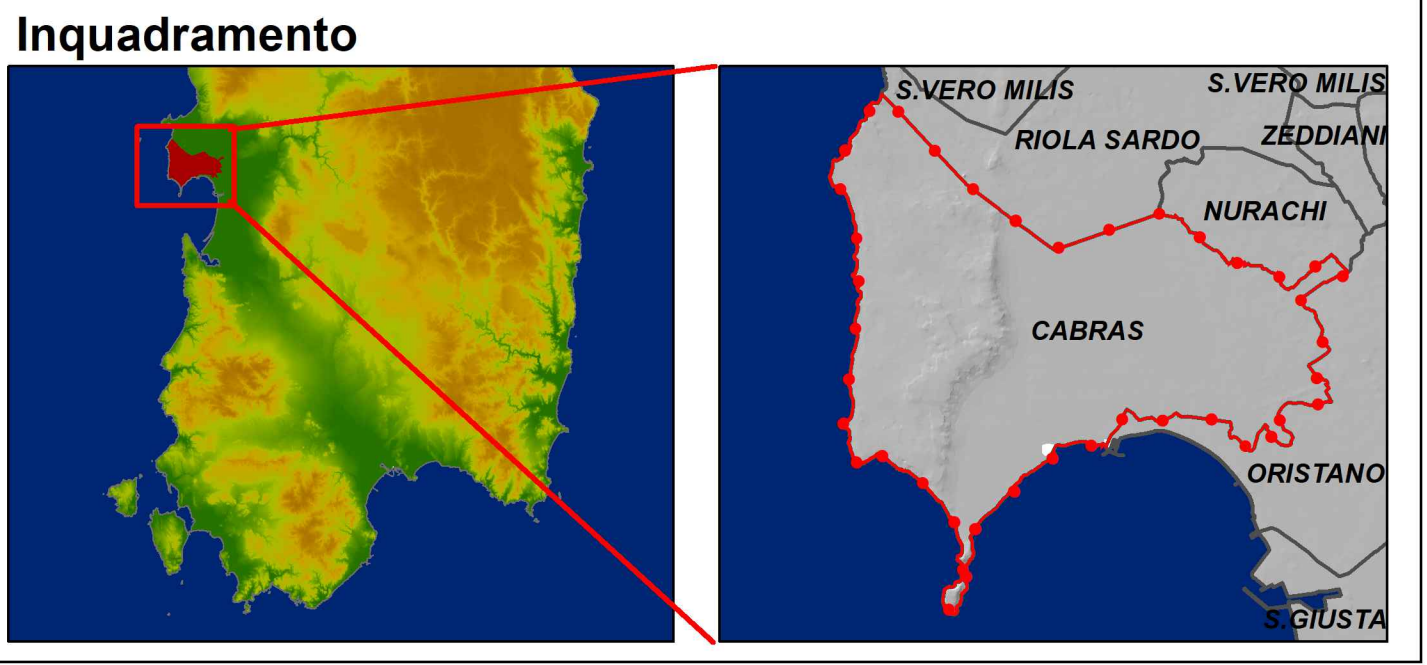 Inquadramento
S.VERO MILIS
S.VERO MILIS
RIOLA SARDO
ZEDDIANI
NURACHI
CABRAS
ORISTANO
S.GIUSTA